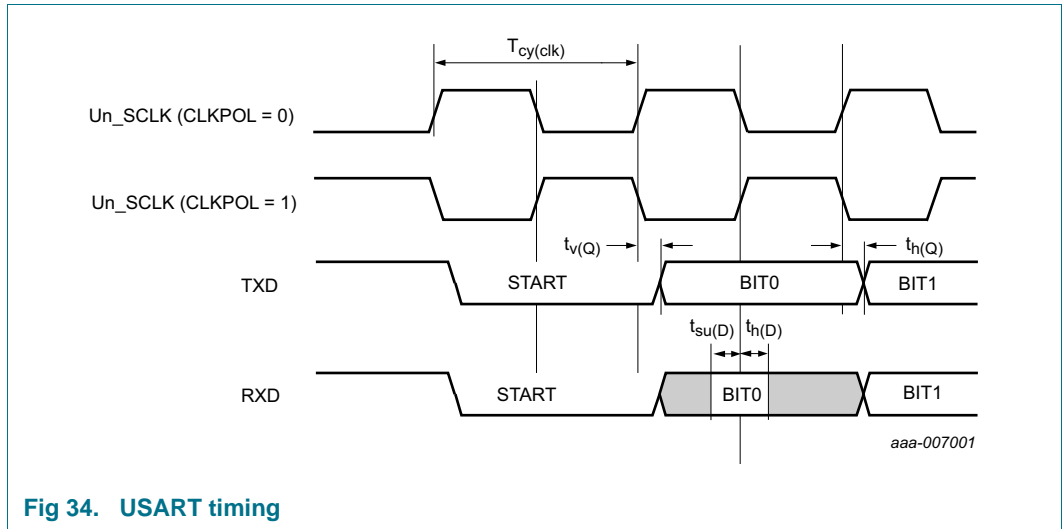 Tcy(clk)
Un_SCLK (CLKPOL = 0)
Un_SCLK (CLKPOL = 1)
tv(Q)
th(Q)
TXD
START
BIT0
BIT1
tsu(D)
th(D)
RXD
START
BIT0
BIT1
aaa-007001
Fig 34. USART timing